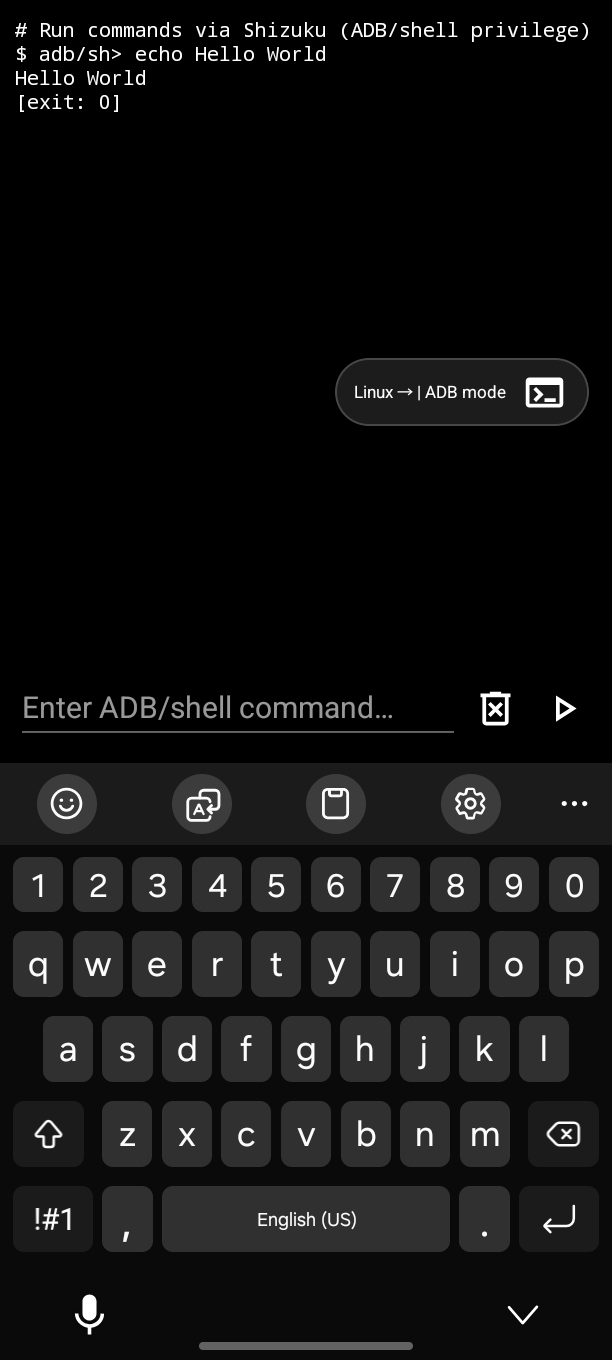 # Run commands via Shizuku (ADB/shell privilege)
$ adb/sh> echo Hello World
Hello World
[exit: 0]
Linux → | ADB mode
Enter ADB/shell command...
1 2 3 4 5 6 7 8 9 0
q w e r t y u i o p
a s d f g h j k l
z x c v b n m
!#1 , English (US) .